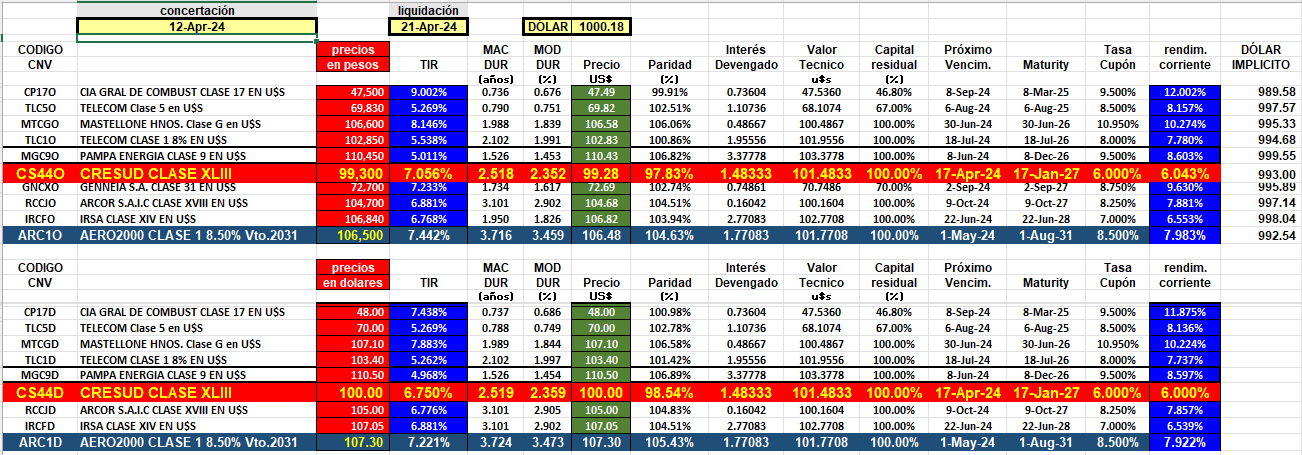 concertación liquidación
12-Apr-24 21-Apr-24 DÓLAR 1000.18
CODIGO precios MAC MOD Interés Valor Capital Próximo Tasa rendim. DÓLAR
CNV en pesos TIR DUR DUR Precio Paridad Devengado Tecnico residual Vencim. Maturity Cupón corriente IMPLICITO
(años) (%) US$ (%) u$s (%)
CP17O CIA GRAL DE COMBUST CLASE 17 EN U$S 47,500 9.002% 0.736 0.676 47.49 99.91% 0.73604 47.5360 46.80% 8-Sep-24 8-Mar-25 9.500% 12.002% 989.58
TLC5O TELECOM Clase 5 en U$S 69,830 5.269% 0.790 0.751 69.82 102.51% 1.10736 68.1074 67.00% 6-Aug-24 6-Aug-25 8.500% 8.157% 997.57
MTCGO MASTELLONE HNOS. Clase G en U$S 106,600 8.146% 1.988 1.839 106.58 106.06% 0.48667 100.4867 100.00% 30-Jun-24 30-Jun-26 10.950% 10.274% 995.33
TLC1O TELECOM CLASE 1 8% EN U$S 102,850 5.538% 2.102 1.991 102.83 100.86% 1.95556 101.9556 100.00% 18-Jul-24 18-Jul-26 8.000% 7.780% 994.68
MGC9O PAMPA ENERGIA CLASE 9 EN U$S 110,450 5.011% 1.526 1.453 110.43 106.82% 3.37778 103.3778 100.00% 8-Jun-24 8-Dec-26 9.500% 8.603% 999.55
CS44O CRESUD CLASE XLIII 99,300 7.056% 2.518 2.352 99.28 97.83% 1.48333 101.4833 100.00% 17-Apr-24 17-Jan-27 6.000% 6.043% 993.00
GNCXO GENNEIA S.A. CLASE 31 EN U$S 72,700 7.233% 1.734 1.617 72.69 102.74% 0.74861 70.7486 70.00% 2-Sep-24 2-Sep-27 8.750% 9.630% 995.89
RCCJO ARCOR S.A.I.C CLASE XVIII EN U$S 104,700 6.881% 3.101 2.902 104.68 104.51% 0.16042 100.1604 100.00% 9-Oct-24 9-Oct-27 8.250% 7.881% 997.14
IRCFO IRSA CLASE XIV EN U$S 106,840 6.768% 1.950 1.826 106.82 103.94% 2.77083 102.7708 100.00% 22-Jun-24 22-Jun-28 7.000% 6.553% 998.04
ARC1O AERO2000 CLASE 1 8.50% Vto.2031 106,500 7.442% 3.716 3.459 106.48 104.63% 1.77083 101.7708 100.00% 1-May-24 1-Aug-31 8.500% 7.983% 992.54
CODIGO precios MAC MOD Interés Valor Capital Próximo Tasa rendim.
CNV en dolares TIR DUR DUR Precio Paridad Devengado Tecnico residual Vencim. Maturity Cupón corriente
(años) (%) US$ (%) u$s (%)
CP17D CIA GRAL DE COMBUST CLASE 17 EN U$S 48.00 7.438% 0.737 0.686 48.00 100.98% 0.73604 47.5360 46.80% 8-Sep-24 8-Mar-25 9.500% 11.875%
TLC5D TELECOM Clase 5 en U$S 70.00 5.269% 0.788 0.749 70.00 102.78% 1.10736 68.1074 67.00% 6-Aug-24 6-Aug-25 8.500% 8.136%
MTCGD MASTELLONE HNOS. Clase G en U$S 107.10 7.883% 1.989 1.844 107.10 106.58% 0.48667 100.4867 100.00% 30-Jun-24 30-Jun-26 10.950% 10.224%
TLC1D TELECOM CLASE 1 8% EN U$S 103.40 5.262% 2.102 1.997 103.40 101.42% 1.95556 101.9556 100.00% 18-Jul-24 18-Jul-26 8.000% 7.737%
MGC9D PAMPA ENERGIA CLASE 9 EN U$S 110.50 4.968% 1.526 1.454 110.50 106.89% 3.37778 103.3778 100.00% 8-Jun-24 8-Dec-26 9.500% 8.597%
CS44D CRESUD CLASE XLIII 100.00 6.750% 2.519 2.359 100.00 98.54% 1.48333 101.4833 100.00% 17-Apr-24 17-Jan-27 6.000% 6.000%
RCCJD ARCOR S.A.I.C CLASE XVIII EN U$S 105.00 6.776% 3.101 2.905 105.00 104.83% 0.16042 100.1604 100.00% 9-Oct-24 9-Oct-27 8.250% 7.857%
IRCFD IRSA CLASE XIV EN U$S 107.05 6.881% 3.101 2.902 107.05 104.51% 2.77083 102.7708 100.00% 22-Jun-24 22-Jun-28 7.000% 6.539%
ARC1D AERO2000 CLASE 1 8.50% Vto.2031 107.30 7.221% 3.724 3.473 107.30 105.43% 1.77083 101.7708 100.00% 1-May-24 1-Aug-31 8.500% 7.922%